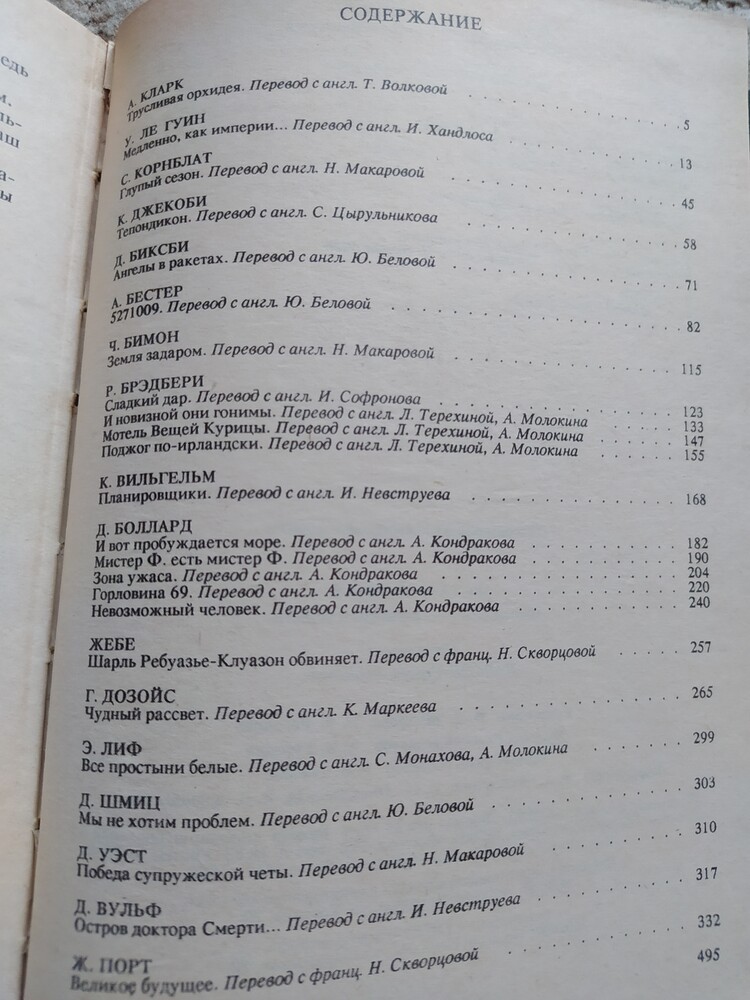 едь
м.
ль-
аш
а-
ы
СОДЕРЖАНИЕ
А. КЛАРК
Трусливая орхидея. Перевод с англ. Т. Волковой . . . 5
У. ЛЕ ГУИН
Медленно, как империи... Перевод с англ. И. Хандлоса . . . 13
С. КОРНБЛАТ
Глупый сезон. Перевод с англ. Н. Макаровой . . . 45
К. ДЖЕКОБИ
Тепондикон. Перевод с англ. С. Цырульникова . . . 58
Д. БИКСБИ
Ангелы в ракетах. Перевод с англ. Ю. Беловой . . . 71
А. БЕСТЕР
5271009. Перевод с англ. Ю. Беловой . . . 82
Ч. БИМОН
Земля задаром. Перевод с англ. Н. Макаровой . . . 115
Р. БРЭДБЕРИ
Сладкий дар. Перевод с англ. И. Софронова . . . 123
И новизной они гонимы. Перевод с англ. Л. Терехиной, А. Молокина . . . 133
Мотель Вещей Курицы. Перевод с англ. Л. Терехиной, А. Молокина . . . 147
Поджог по-ирландски. Перевод с англ. Л. Терехиной, А. Молокина . . . 155
К. ВИЛЬГЕЛЬМ
Планировщики. Перевод с англ. И. Невструева . . . 168
Д. БОЛЛАРД
И вот пробуждается море. Перевод с англ. А. Кондракова . . . 182
Мистер Ф. есть мистер Ф. Перевод с англ. А. Кондракова . . . 190
Зона ужаса. Перевод с англ. А. Кондракова . . . 204
Горловина 69. Перевод с англ. А. Кондракова . . . 220
Невозможный человек. Перевод с англ. А. Кондракова . . . 240
ЖЕБЕ
Шарль Ребуазье-Клуазон обвиняет. Перевод с франц. Н. Скворцовой . . . 257
Г. ДОЗОЙС
Чудный рассвет. Перевод с англ. К. Маркеева . . . 265
Э. ЛИФ
Все простыни белые. Перевод с англ. С. Монахова, А. Молокина . . . 299
Д. ШМИЦ
Мы не хотим проблем. Перевод с англ. Ю. Беловой . . . 303
Д. УЭСТ
Победа супружеской четы. Перевод с англ. Н. Макаровой . . . 310
317
Д. ВУЛЬФ
Остров доктора Смерти... Перевод с англ. И. Невструева . . . 332
Ж. ПОРТ
Великое будущее. Перевод с франц. Н. Скворцовой . . . 495